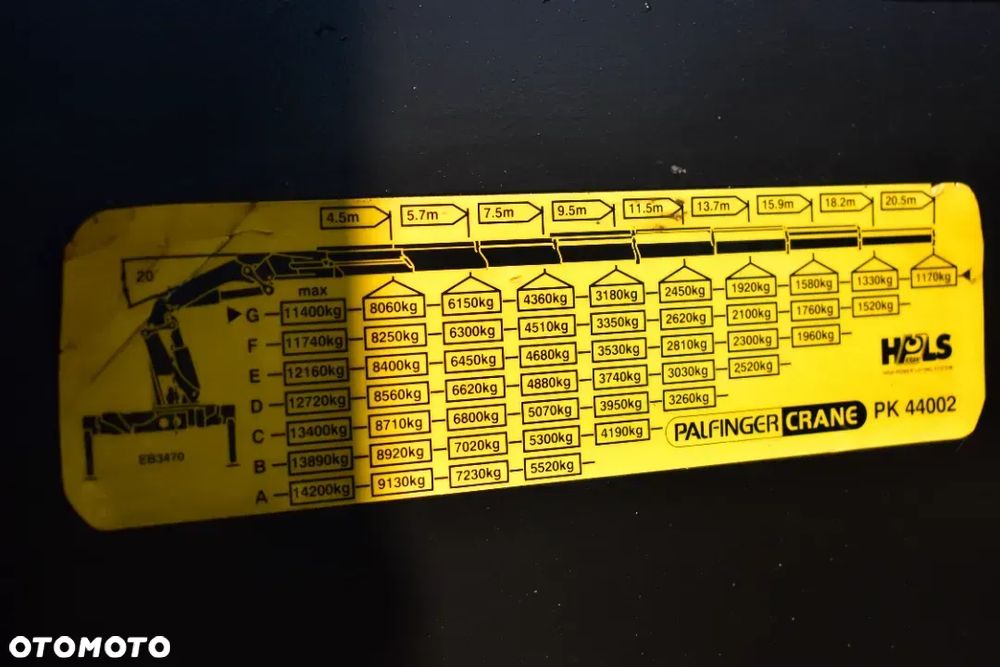 4.5m 5.7m 7.5m 9.5m 11.5m 13.7m 15.9m 18.2m 20.5m
20
max
G 11400kg 8060kg 6150kg 4360kg 3180kg 2450kg 1920kg 1580kg 1330kg 1170kg
F 11740kg 8250kg 6300kg 4510kg 3350kg 2620kg 2100kg 1760kg 1520kg
E 12160kg 8400kg 6450kg 4680kg 3530kg 2810kg 2300kg 1960kg
D 12720kg 8560kg 6620kg 4880kg 3740kg 3030kg 2520kg
C 13400kg 8710kg 6800kg 5070kg 3950kg 3260kg
B 13890kg 8920kg 7020kg 5300kg 4190kg
A 14200kg 9130kg 7230kg 5520kg
EB3470
HPLS
HIGH POWER LIFTING SYSTEM
PALFINGER CRANE PK 44002
OTOMOTO